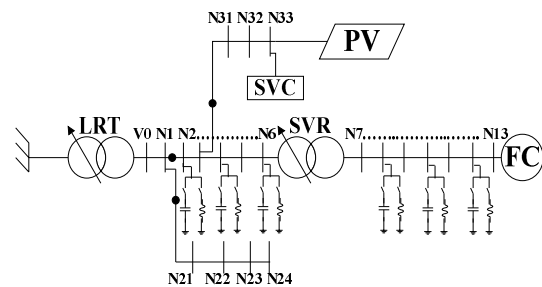 N31 N32 N33
PV
SVC
LRT V0 N1 N2.............N6 SVR N7......................N13
FC
N21 N22 N23 N24